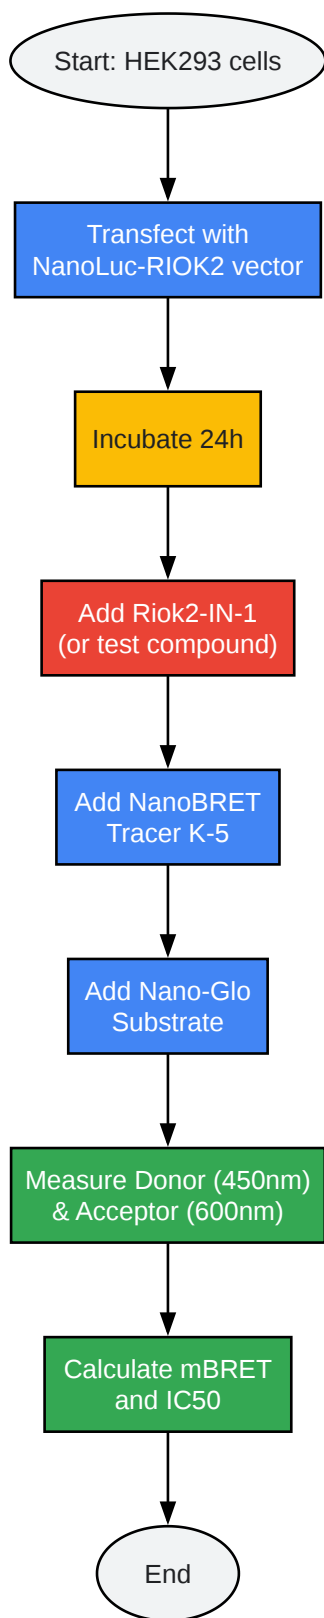 Start: HEK293 cells
Transfect with
NanoLuc-RIOK2 vector
Incubate 24h
Add Riok2-IN-1
(or test compound)
Add NanoBRET
Tracer K-5
Add Nano-Glo
Substrate
Measure Donor (450nm)
& Acceptor (600nm)
Calculate mBRET
and IC50
End